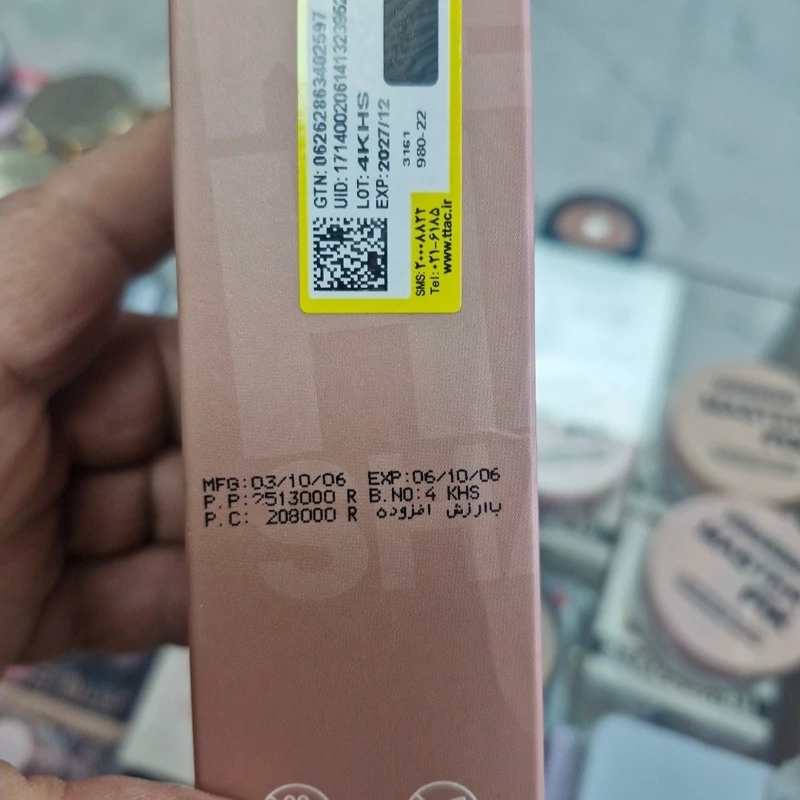 GTN: 06262863402597
UID: 17140020614132395
LOT: 4KHS
EXP: 2027/12
3161
980-22
SMS: ۲۰۰۰۸۸۲۲
Tel: ۰۲۱-۶۱۸۵
www.ttac.ir
MFG:03/10/06 EXP:06/10/06
P.P:2513000 R B.NO:4 KHS
P.C: 208000 R باارزش افزوده